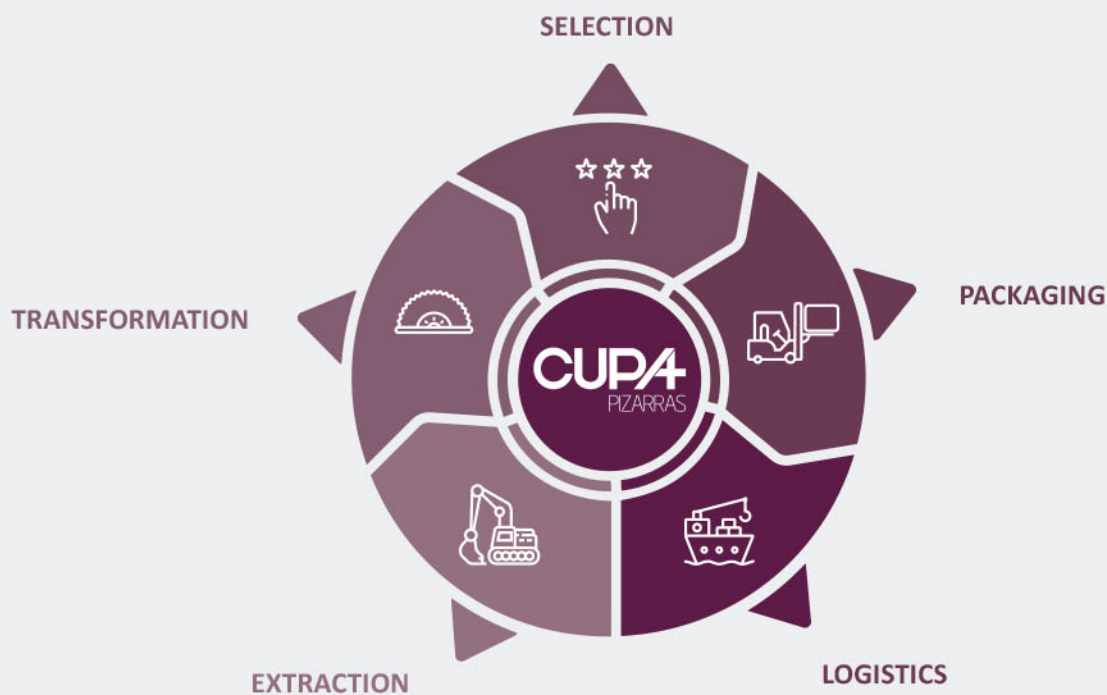 SELECTION
PACKAGING
TRANSFORMATION
CUPA
PIZARRAS
EXTRACTION
LOGISTICS